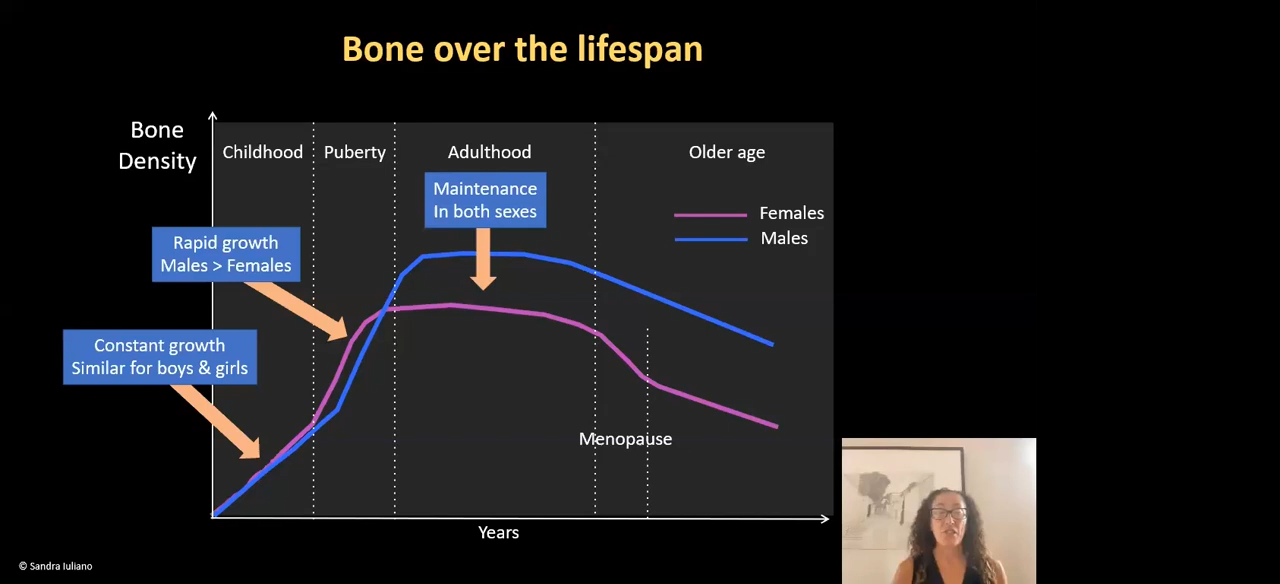 Bone over the lifespan
Bone
Density
Childhood
Puberty
Adulthood
Older age
Maintenance
In both sexes
Females
Males
Rapid growth
Males > Females
Constant growth
Similar for boys & girls
Menopause
Years
© Sandra Iuliano